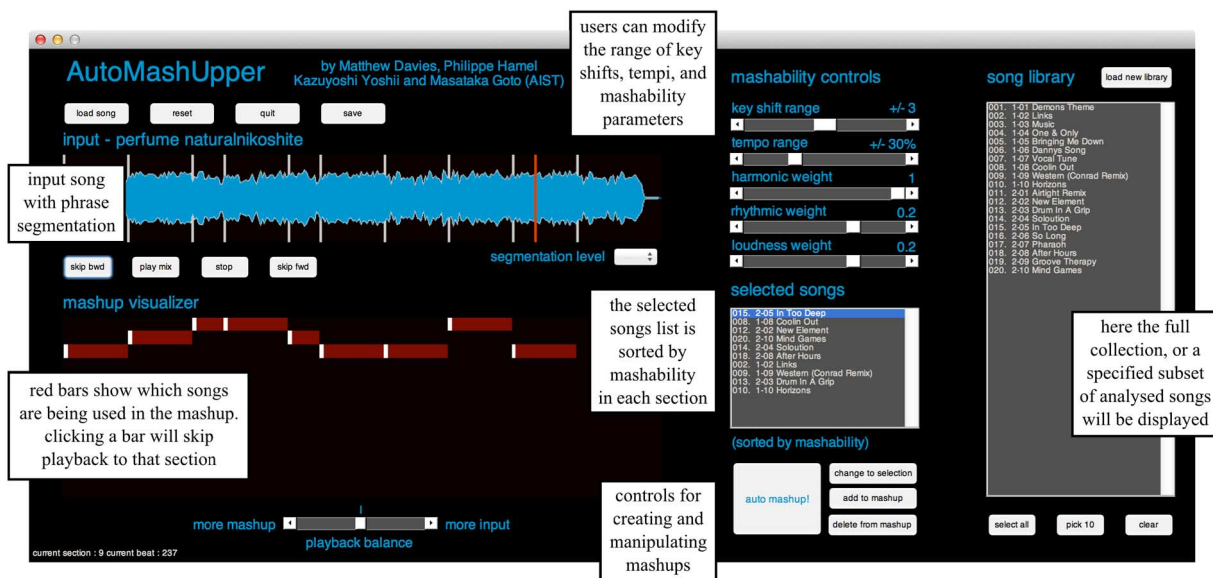 users can modify
the range of key
shifts, tempi, and
mashability
parameters
AutoMashUpper
by Matthew Davies, Philippe Hamel
Kazuyoshi Yoshii and Masataka Goto (AIST)
load song
reset
quit
save
input - perfume naturalnikoshite
input song
with phrase
segmentation
skip bwd
play mix
stop
skip fwd
segmentation level
mashup visualizer
red bars show which songs
are being used in the mashup.
clicking a bar will skip
playback to that section
more mashup
more input
playback balance
current section : 9 current beat : 237
mashability controls
key shift range +/- 3
tempo range +/- 30%
harmonic weight 1
rhythmic weight 0.2
loudness weight 0.2
selected songs
the selected
songs list is
sorted by
mashability
in each section
015. 2-05 In Too Deep
008. 1-08 Coolin Out
012. 2-02 New Element
020. 2-10 Mind Games
014. 2-04 Soloution
018. 2-08 After Hours
002. 1-02 Links
009. 1-09 Western (Conrad Remix)
013. 2-03 Drum In A Grip
010. 1-10 Horizons
(sorted by mashability)
controls for
creating and
manipulating
mashups
auto mashup!
change to selection
add to mashup
delete from mashup
song library
load new library
001. 1-01 Demons Theme
002. 1-02 Links
003. 1-03 Music
004. 1-04 One & Only
005. 1-05 Bringing Me Down
006. 1-06 Dannys Song
007. 1-07 Vocal Tune
008. 1-08 Coolin Out
009. 1-09 Western (Conrad Remix)
010. 1-10 Horizons
011. 2-01 Airtight Remix
012. 2-02 New Element
013. 2-03 Drum In A Grip
014. 2-04 Soloution
015. 2-05 In Too Deep
016. 2-06 So Long
017. 2-07 Pharaoh
018. 2-08 After Hours
019. 2-09 Groove Therapy
020. 2-10 Mind Games
here the full
collection, or a
specified subset
of analysed songs
will be displayed
select all
pick 10
clear